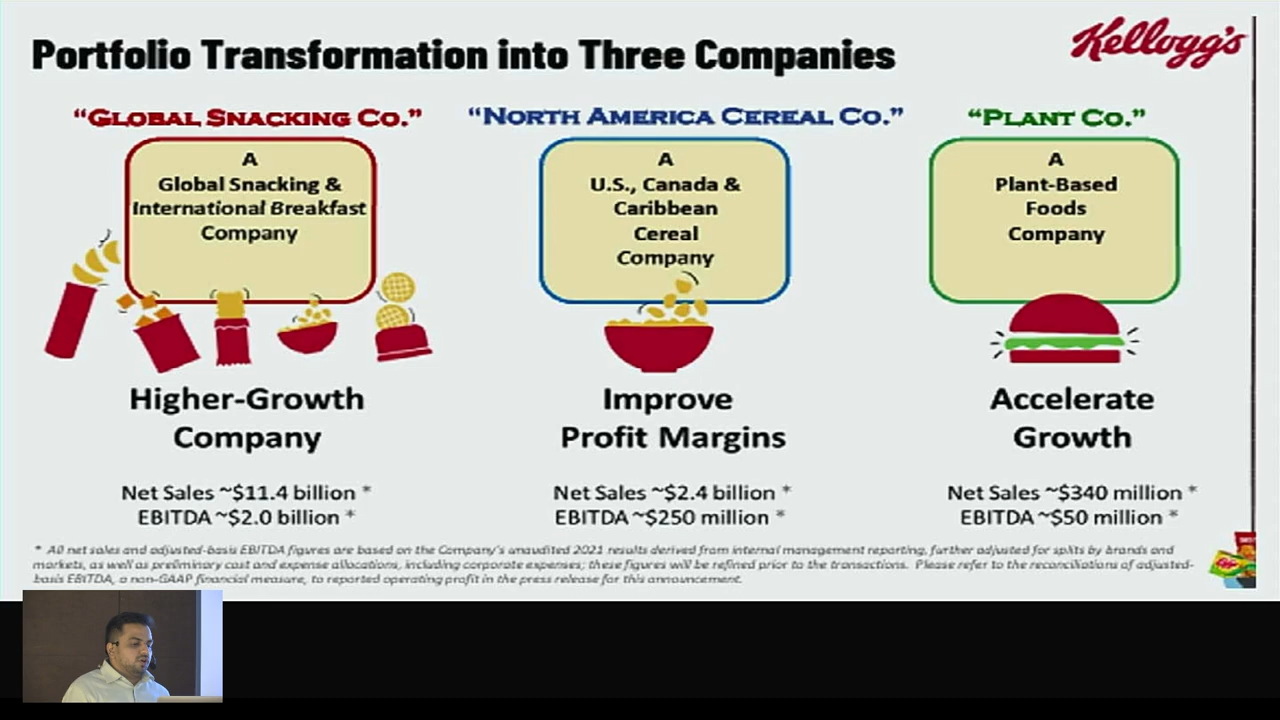 Portfolio Transformation into Three Companies
Kellogg's
“GLOBAL SNACKING CO.”
A
Global Snacking &
International Breakfast
Company
Higher-Growth
Company
Net Sales ~$11.4 billion *
EBITDA ~$2.0 billion *
“NORTH AMERICA CEREAL CO.”
A
U.S., Canada &
Caribbean
Cereal
Company
Improve
Profit Margins
Net Sales ~$2.4 billion *
EBITDA ~$250 million *
“PLANT CO.”
A
Plant-Based
Foods
Company
Accelerate
Growth
Net Sales ~$340 million *
EBITDA ~$50 million *
* All net sales and adjusted-basis EBITDA figures are based on the Company's unaudited 2021 results derived from internal management reporting, further adjusted for splits by brands and
markets, as well as preliminary cost and expense allocations, including corporate expenses; these figures will be refined prior to the transactions. Please refer to the reconciliations of adjusted-
basis EBITDA, a non-GAAP financial measure, to reported operating profit in the press release for this announcement.